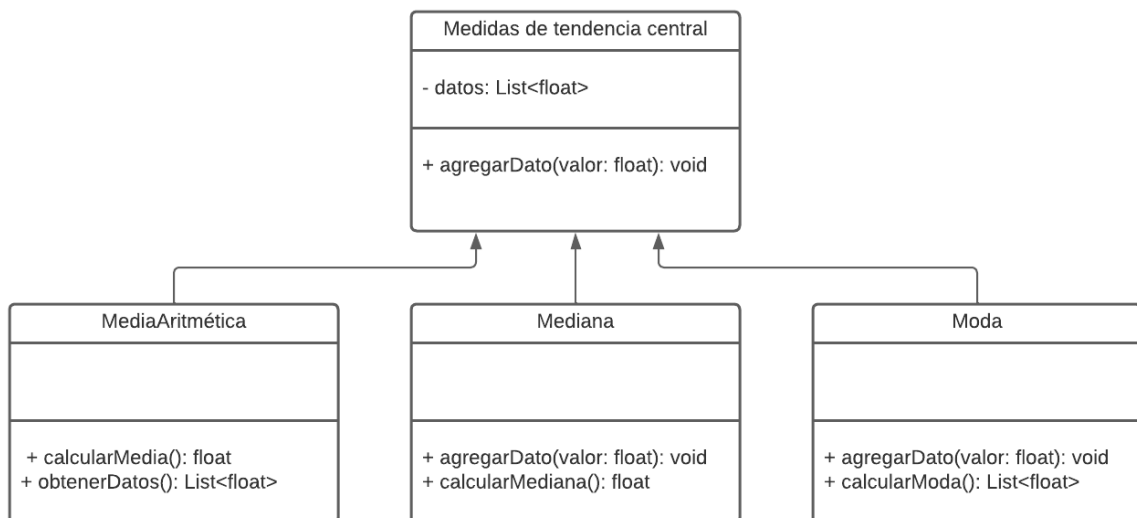 Medidas de tendencia central
- datos: List<float>
+ agregarDato(valor: float): void
MediaAritmética
+ calcularMedia(): float
+ obtenerDatos(): List<float>
Mediana
+ agregarDato(valor: float): void
+ calcularMediana(): float
Moda
+ agregarDato(valor: float): void
+ calcularModa(): List<float>